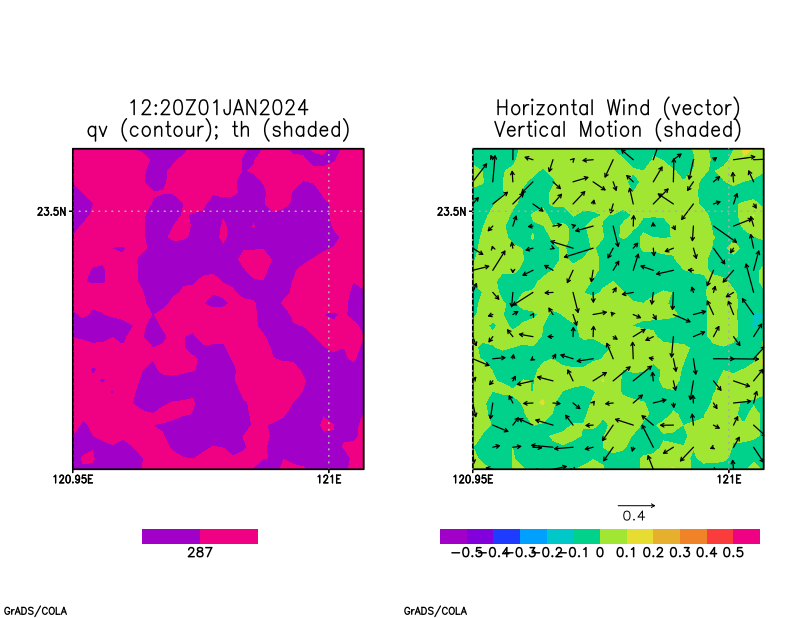 12:20Z01JAN2024
qv (contour); th (shaded)
Horizontal Wind (vector)
Vertical Motion (shaded)
23.5N
23.5N
120.95E
121E
120.95E
121E
0.4
287
-0.5 -0.4 -0.3 -0.2 -0.1 0 0.1 0.2 0.3 0.4 0.5
GrADS/COLA
GrADS/COLA